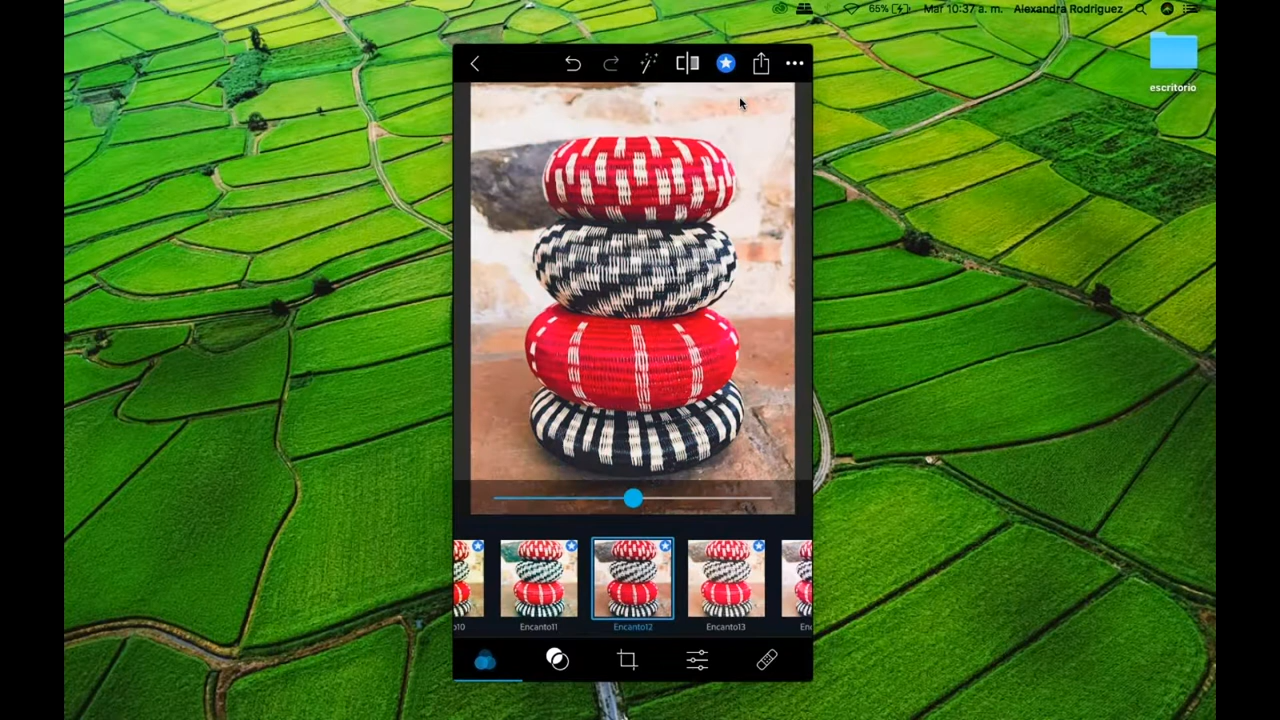 65% Mar 10:37 a. m. Alexandra Rodriguez
escritorio
Encanto11 Encanto12 Encanto13